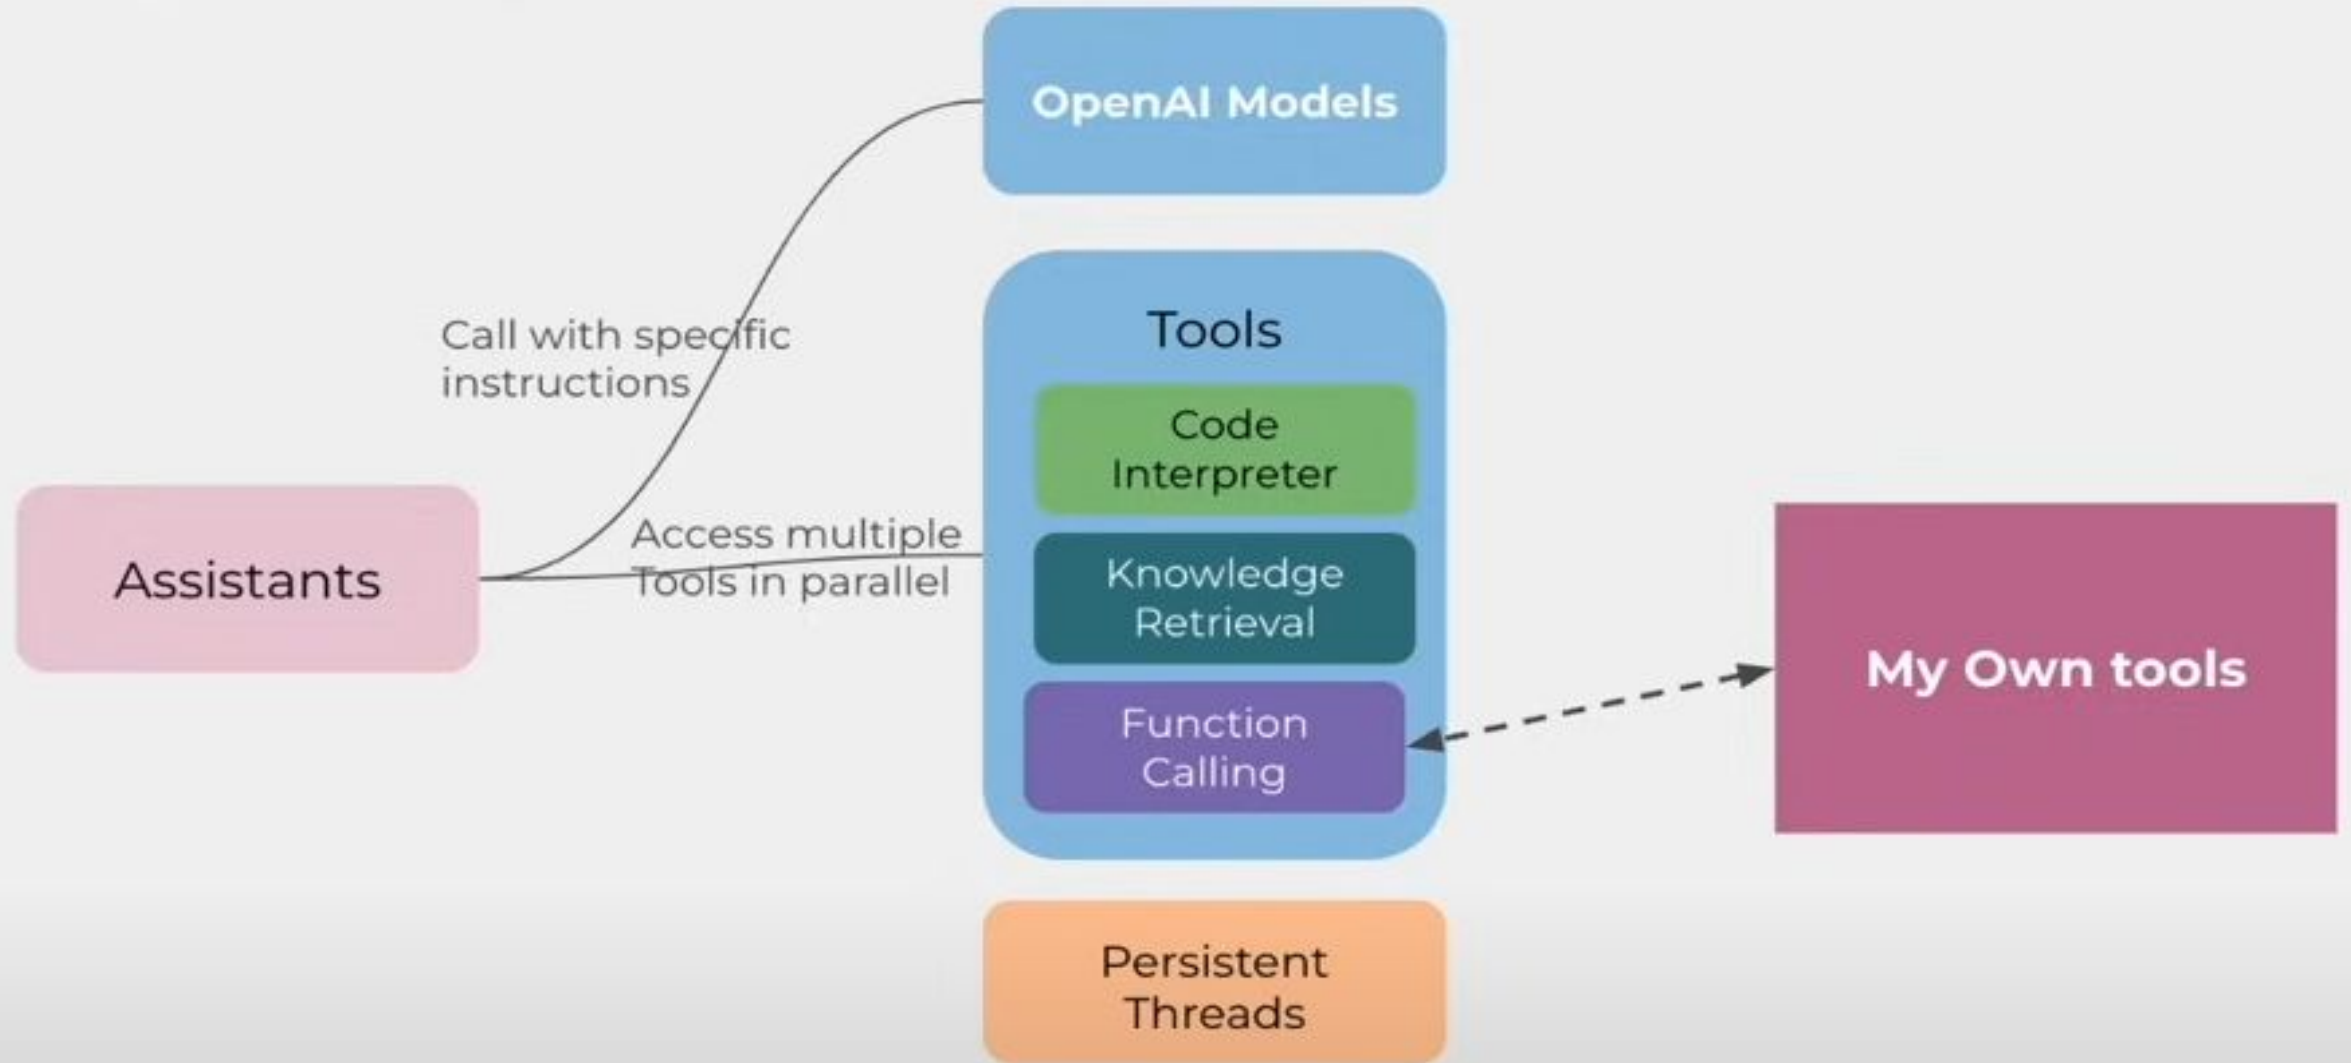 OpenAI Models
Call with specific
instructions
Assistants
Access multiple
Tools in parallel
Tools
Code
Interpreter
Knowledge
Retrieval
Function
Calling
My Own tools
Persistent
Threads